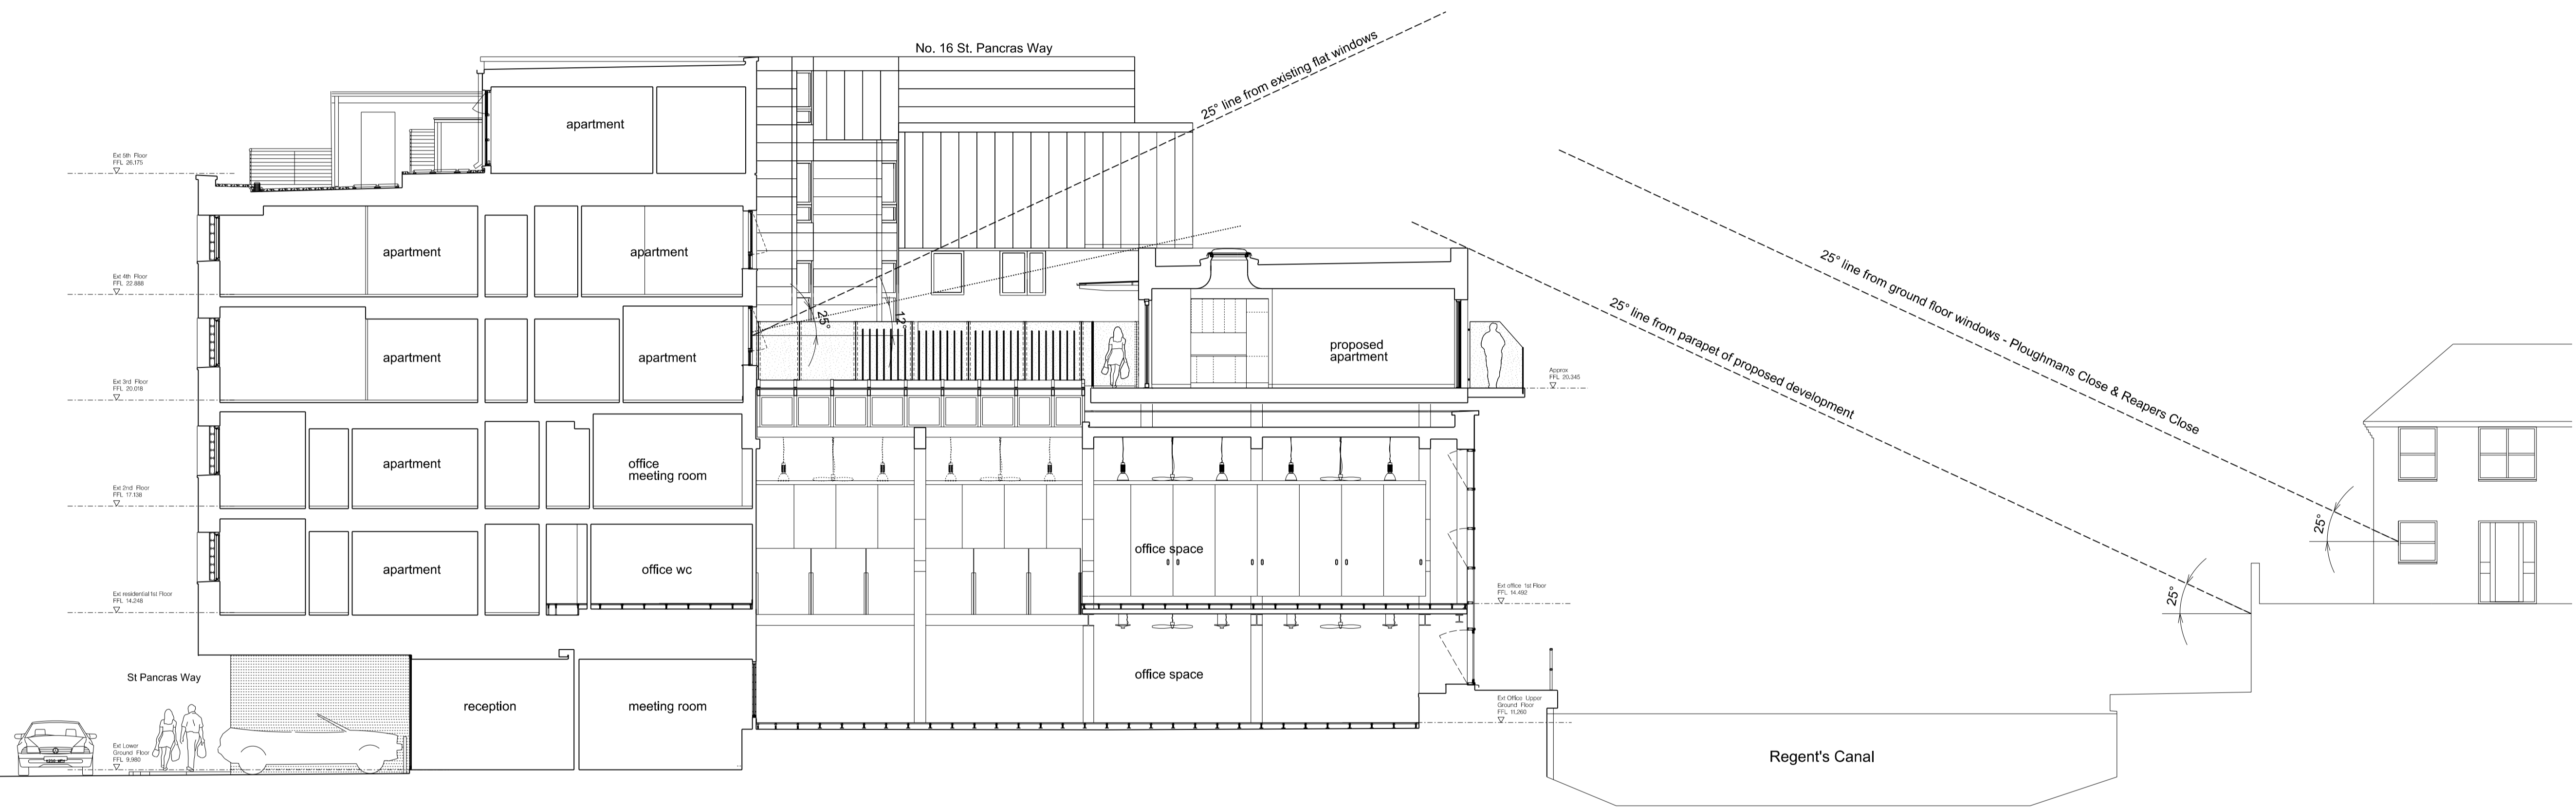 No. 16 St. Pancras Way
25° line from existing flat windows
apartment
Ext 5th Floor
FFL 26,175
apartment
apartment
25° line from ground floor windows - Ploughmans Close & Reapers Close
Ext 4th Floor
FFL 22.888
25° line from parapet of proposed development
25°
12°
apartment
apartment
proposed
apartment
Ext 3rd Floor
FFL 20.018
Approx
FFL 20,345
apartment
office
meeting room
Ext 2nd Floor
FFL 17.138
25°
apartment
office wc
office space
Ext residential 1st Floor
FFL 14.248
Ext office 1st Floor
FFL 14.492
25°
St Pancras Way
reception
meeting room
office space
Ext Office Upper
Ground Floor
FFL 11,260
Ext Lower
Ground Floor
FFL 9,980
Regent's Canal